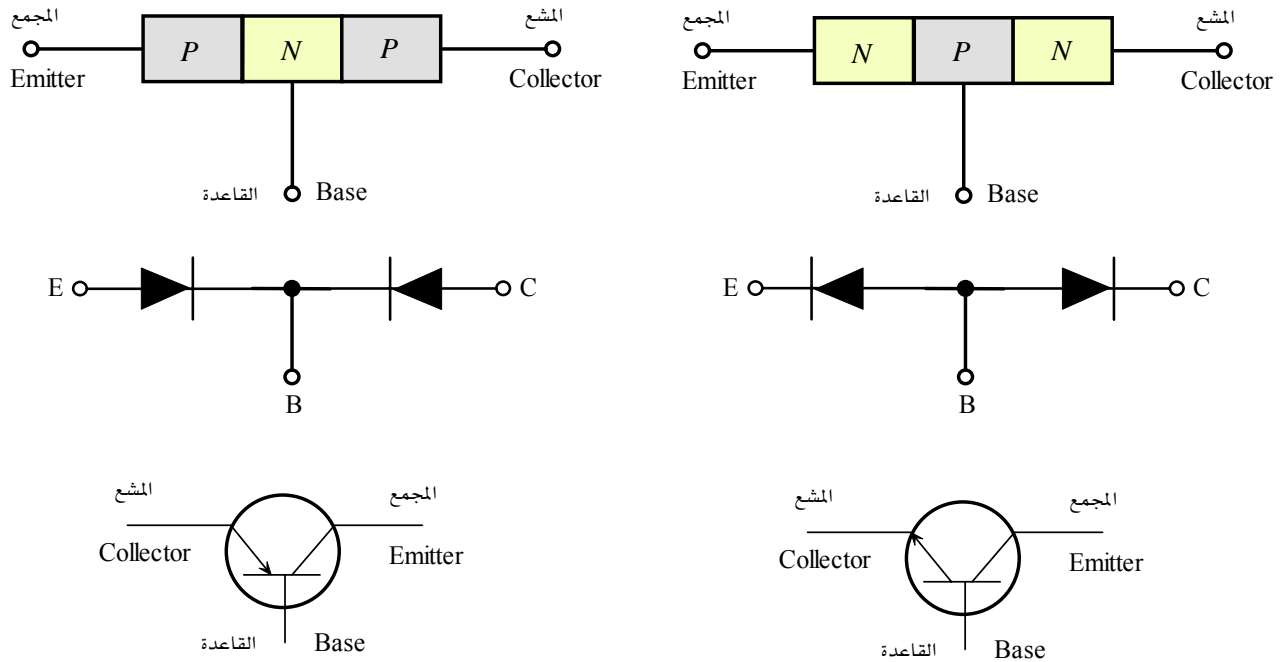 المجمع
المشع
P N P
Emitter
Collector
القاعدة Base
المجمع
المشع
N P N
Emitter
Collector
القاعدة Base
E C
B
E C
B
المشع
المجمع
Collector
Emitter
القاعدة Base
المشع
المجمع
Collector
Emitter
القاعدة Base